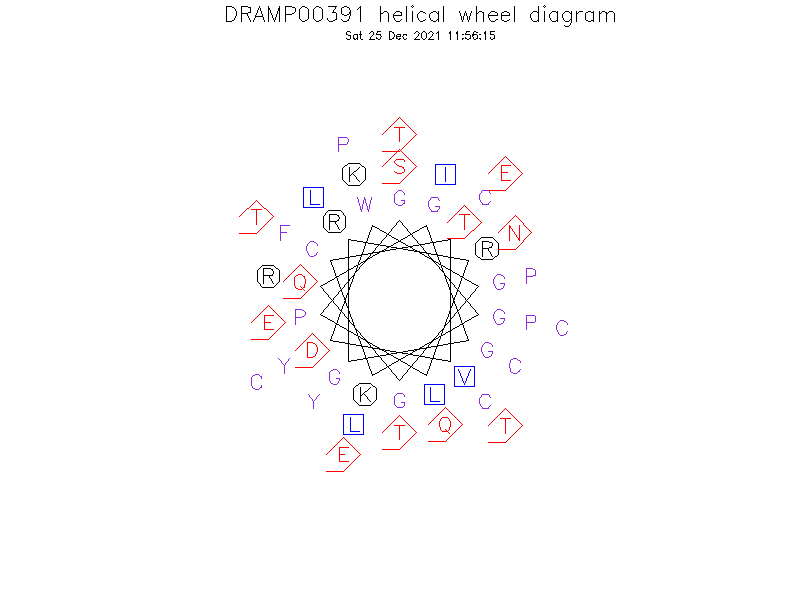 DRAMP00391 helical wheel diagram
Sat 25 Dec 2021 11:56:15
T
P
K S I E
L W G G C
T R T
F N
C R
R Q G P
E P G P C
D G
Y C
C G V
Y K G L C
L T Q T
E